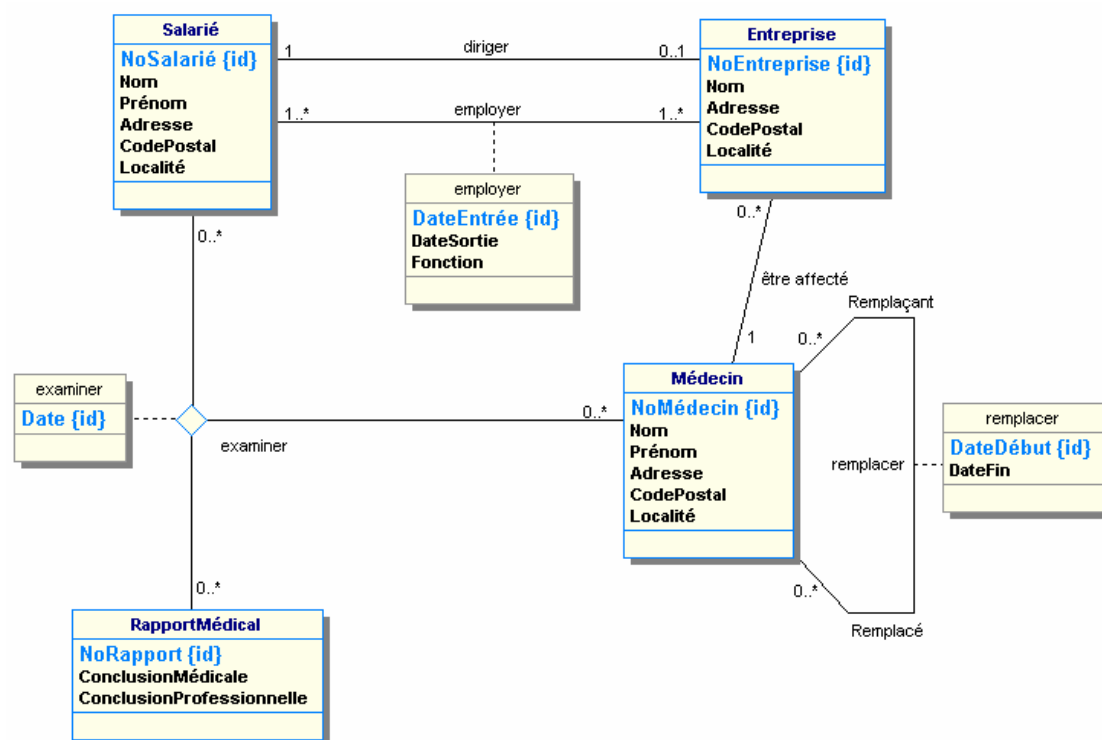 Salarié
NoSalarié {id}
Nom
Prénom
Adresse
CodePostal
Localité
1
diriger
0..1
1..*
employer
1..*
Entreprise
NoEntreprise {id}
Nom
Adresse
CodePostal
Localité
employer
DateEntrée {id}
DateSortie
Fonction
0..*
0..*
être affecté
1
Remplaçant
0..*
examiner
Date {id}
examiner
0..*
Médecin
NoMédecin {id}
Nom
Prénom
Adresse
CodePostal
Localité
remplacer
remplacer
DateDébut {id}
DateFin
0..*
Remplacé
0..*
RapportMédical
NoRapport {id}
ConclusionMédicale
ConclusionProfessionnelle